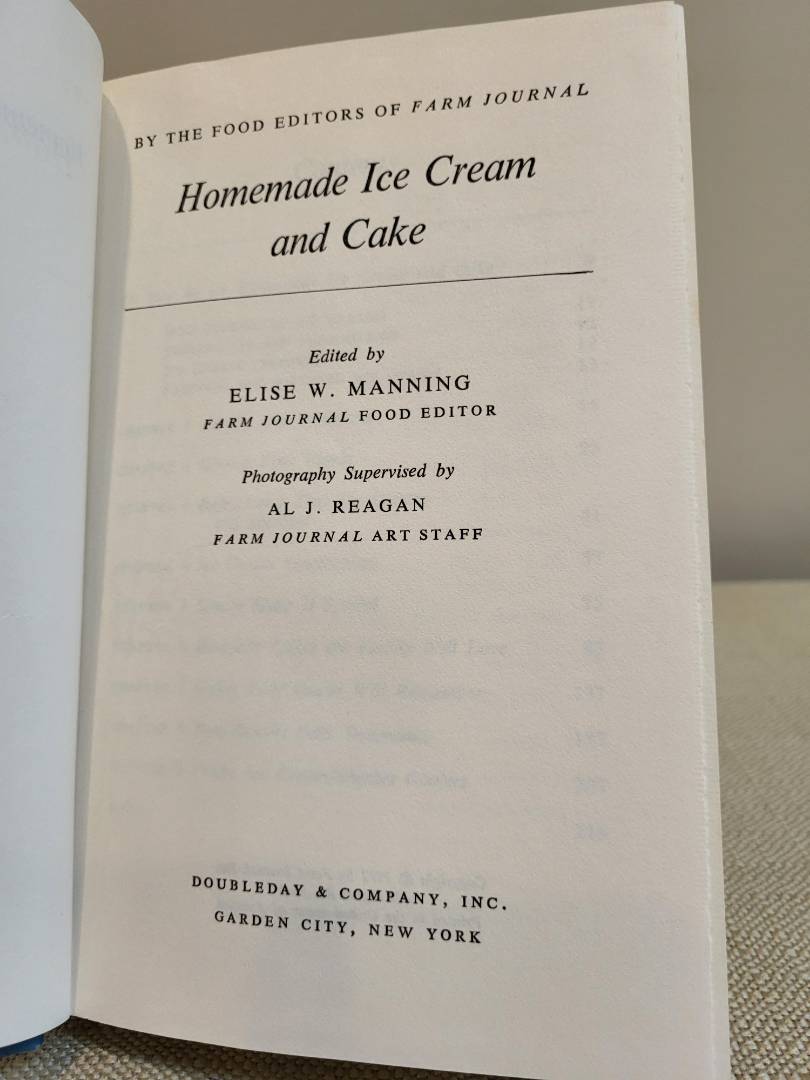 BY THE FOOD EDITORS OF FARM JOURNAL
Homemade Ice Cream
and Cake
Edited by
ELISE W. MANNING
FARM JOURNAL FOOD EDITOR
Photography Supervised by
AL J. REAGAN
FARM JOURNAL ART STAFF
DOUBLEDAY & COMPANY, INC.
GARDEN CITY, NEW YORK